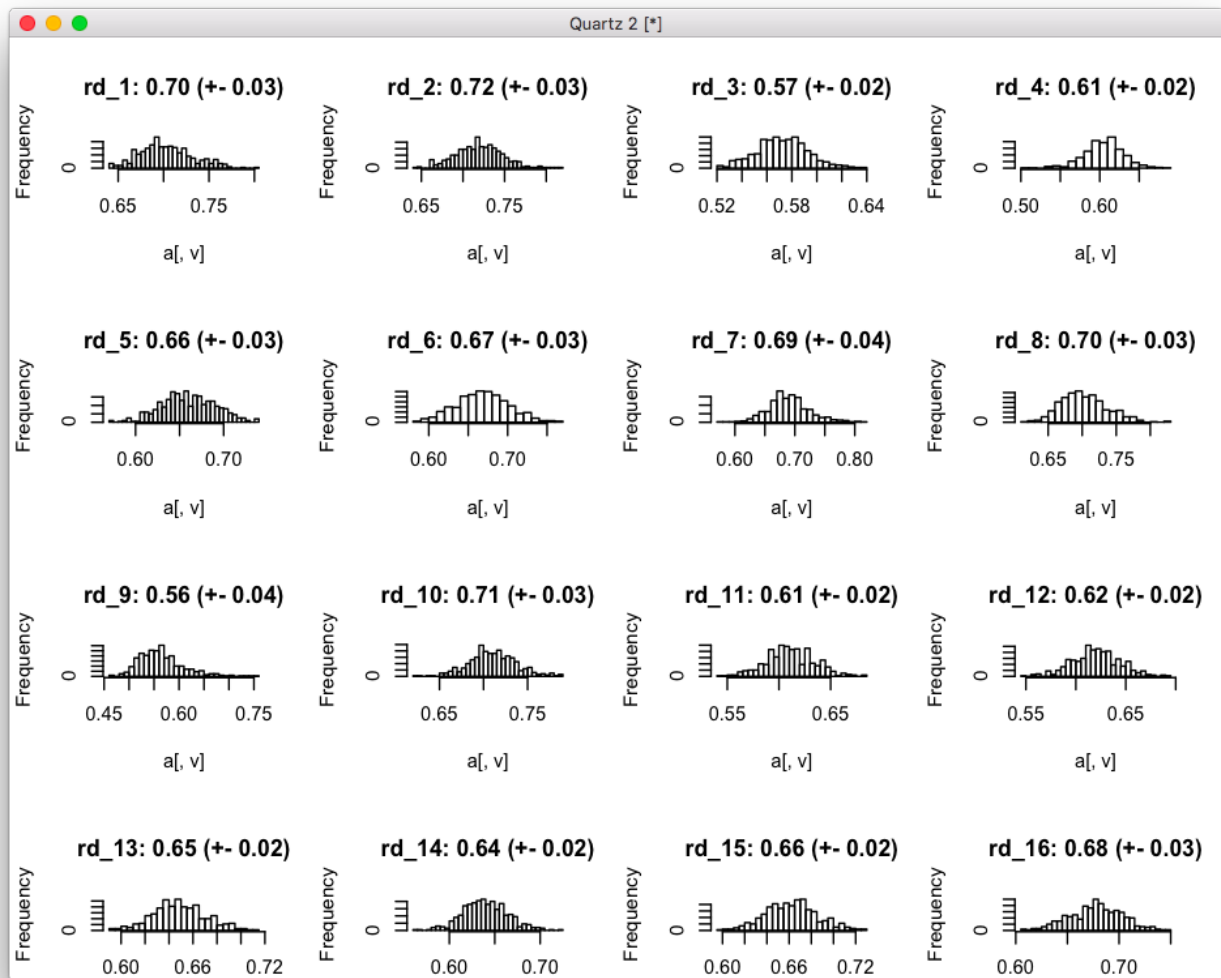 Quartz 2 [*]
rd_1: 0.70 (+- 0.03)
Frequency
0
0.65 0.75
a[, v]
rd_2: 0.72 (+- 0.03)
Frequency
0
0.65 0.75
a[, v]
rd_3: 0.57 (+- 0.02)
Frequency
0
0.52 0.58 0.64
a[, v]
rd_4: 0.61 (+- 0.02)
Frequency
0
0.50 0.60
a[, v]
rd_5: 0.66 (+- 0.03)
Frequency
0
0.60 0.70
a[, v]
rd_6: 0.67 (+- 0.03)
Frequency
0
0.60 0.70
a[, v]
rd_7: 0.69 (+- 0.04)
Frequency
0
0.60 0.70 0.80
a[, v]
rd_8: 0.70 (+- 0.03)
Frequency
0
0.65 0.75
a[, v]
rd_9: 0.56 (+- 0.04)
Frequency
0
0.45 0.60 0.75
a[, v]
rd_10: 0.71 (+- 0.03)
Frequency
0
0.65 0.75
a[, v]
rd_11: 0.61 (+- 0.02)
Frequency
0
0.55 0.65
a[, v]
rd_12: 0.62 (+- 0.02)
Frequency
0
0.55 0.65
a[, v]
rd_13: 0.65 (+- 0.02)
Frequency
0
0.60 0.66 0.72
rd_14: 0.64 (+- 0.02)
Frequency
0
0.60 0.70
rd_15: 0.66 (+- 0.02)
Frequency
0
0.60 0.66 0.72
rd_16: 0.68 (+- 0.03)
Frequency
0
0.60 0.70